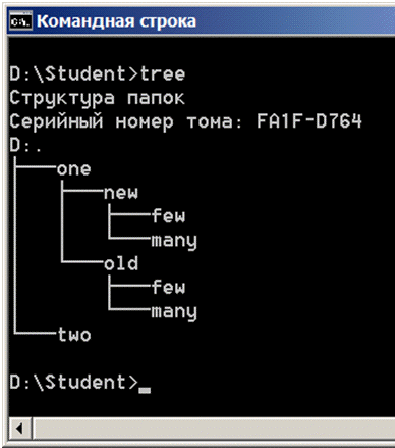 Командная строка
D:\Student>tree
Структура папок
Серийный номер тома: FA1F-D764
D:.
├───one
│   ├───new
│   │   ├───few
│   │   └───many
│   └───old
│       ├───few
│       └───many
└───two
D:\Student>_